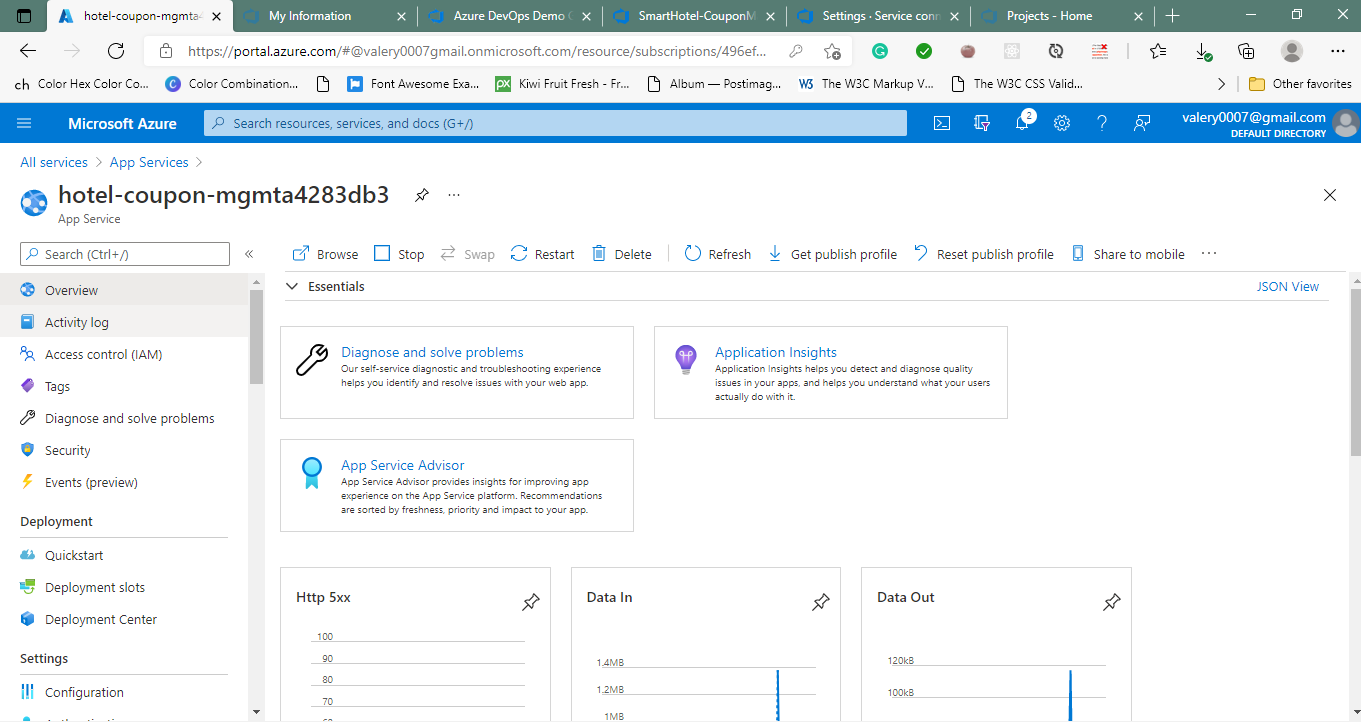 hotel-coupon-mgmta4
My Information
Azure DevOps Demo
SmartHotel-CouponM
Settings · Service conn
Projects - Home
https://portal.azure.com/#@valery0007gmail.onmicrosoft.com/resource/subscriptions/496ef...
ch Color Hex Color Co...
C Color Combination...
Font Awesome Exa...
px Kiwi Fruit Fresh - Fr...
Album — Postimag...
W3 The W3C Markup V...
The W3C CSS Valid...
Other favorites
Microsoft Azure
Search resources, services, and docs (G+/)
2
valery0007@gmail.com
DEFAULT DIRECTORY
All services > App Services >
hotel-coupon-mgmta4283db3
App Service
Search (Ctrl+/)
«
Browse Stop Swap Restart Delete Refresh Get publish profile Reset publish profile Share to mobile ...
Overview
Activity log
Access control (IAM)
Tags
Diagnose and solve problems
Security
Events (preview)
Deployment
Quickstart
Deployment slots
Deployment Center
Settings
Configuration
Essentials
JSON View
Diagnose and solve problems
Our self-service diagnostic and troubleshooting experience
helps you identify and resolve issues with your web app.
Application Insights
Application Insights helps you detect and diagnose quality
issues in your apps, and helps you understand what your users
actually do with it.
App Service Advisor
App Service Advisor provides insights for improving app
experience on the App Service platform. Recommendations
are sorted by freshness, priority and impact to your app.
Http 5xx
100
90
80
70
Data In
1.4MB
1.2MB
1MB
Data Out
120kB
100kB